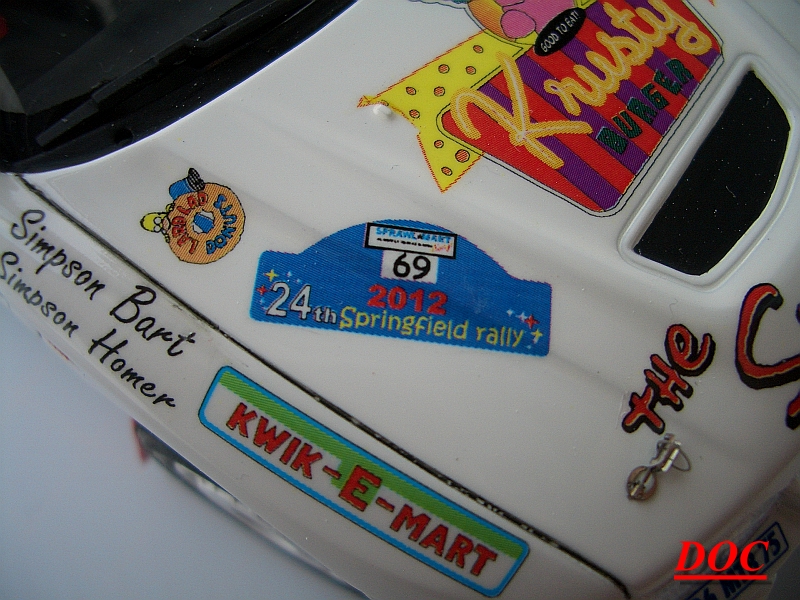 GOOD TO EAT!
Krusty
BURGER
LARD LAD
DONUTS
SPRAWL-MART
69
2012
24th Springfield rally
Simpson Bart
Simpson Homer
KWIK-E-MART
THE
DOC